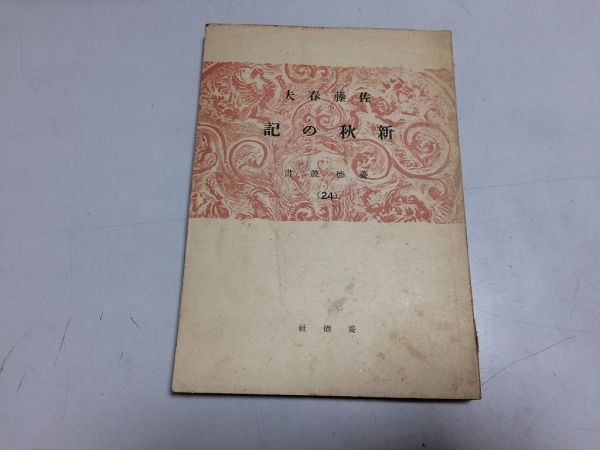 佐藤春夫
新秋の記
養徳叢書
(24)
養徳社